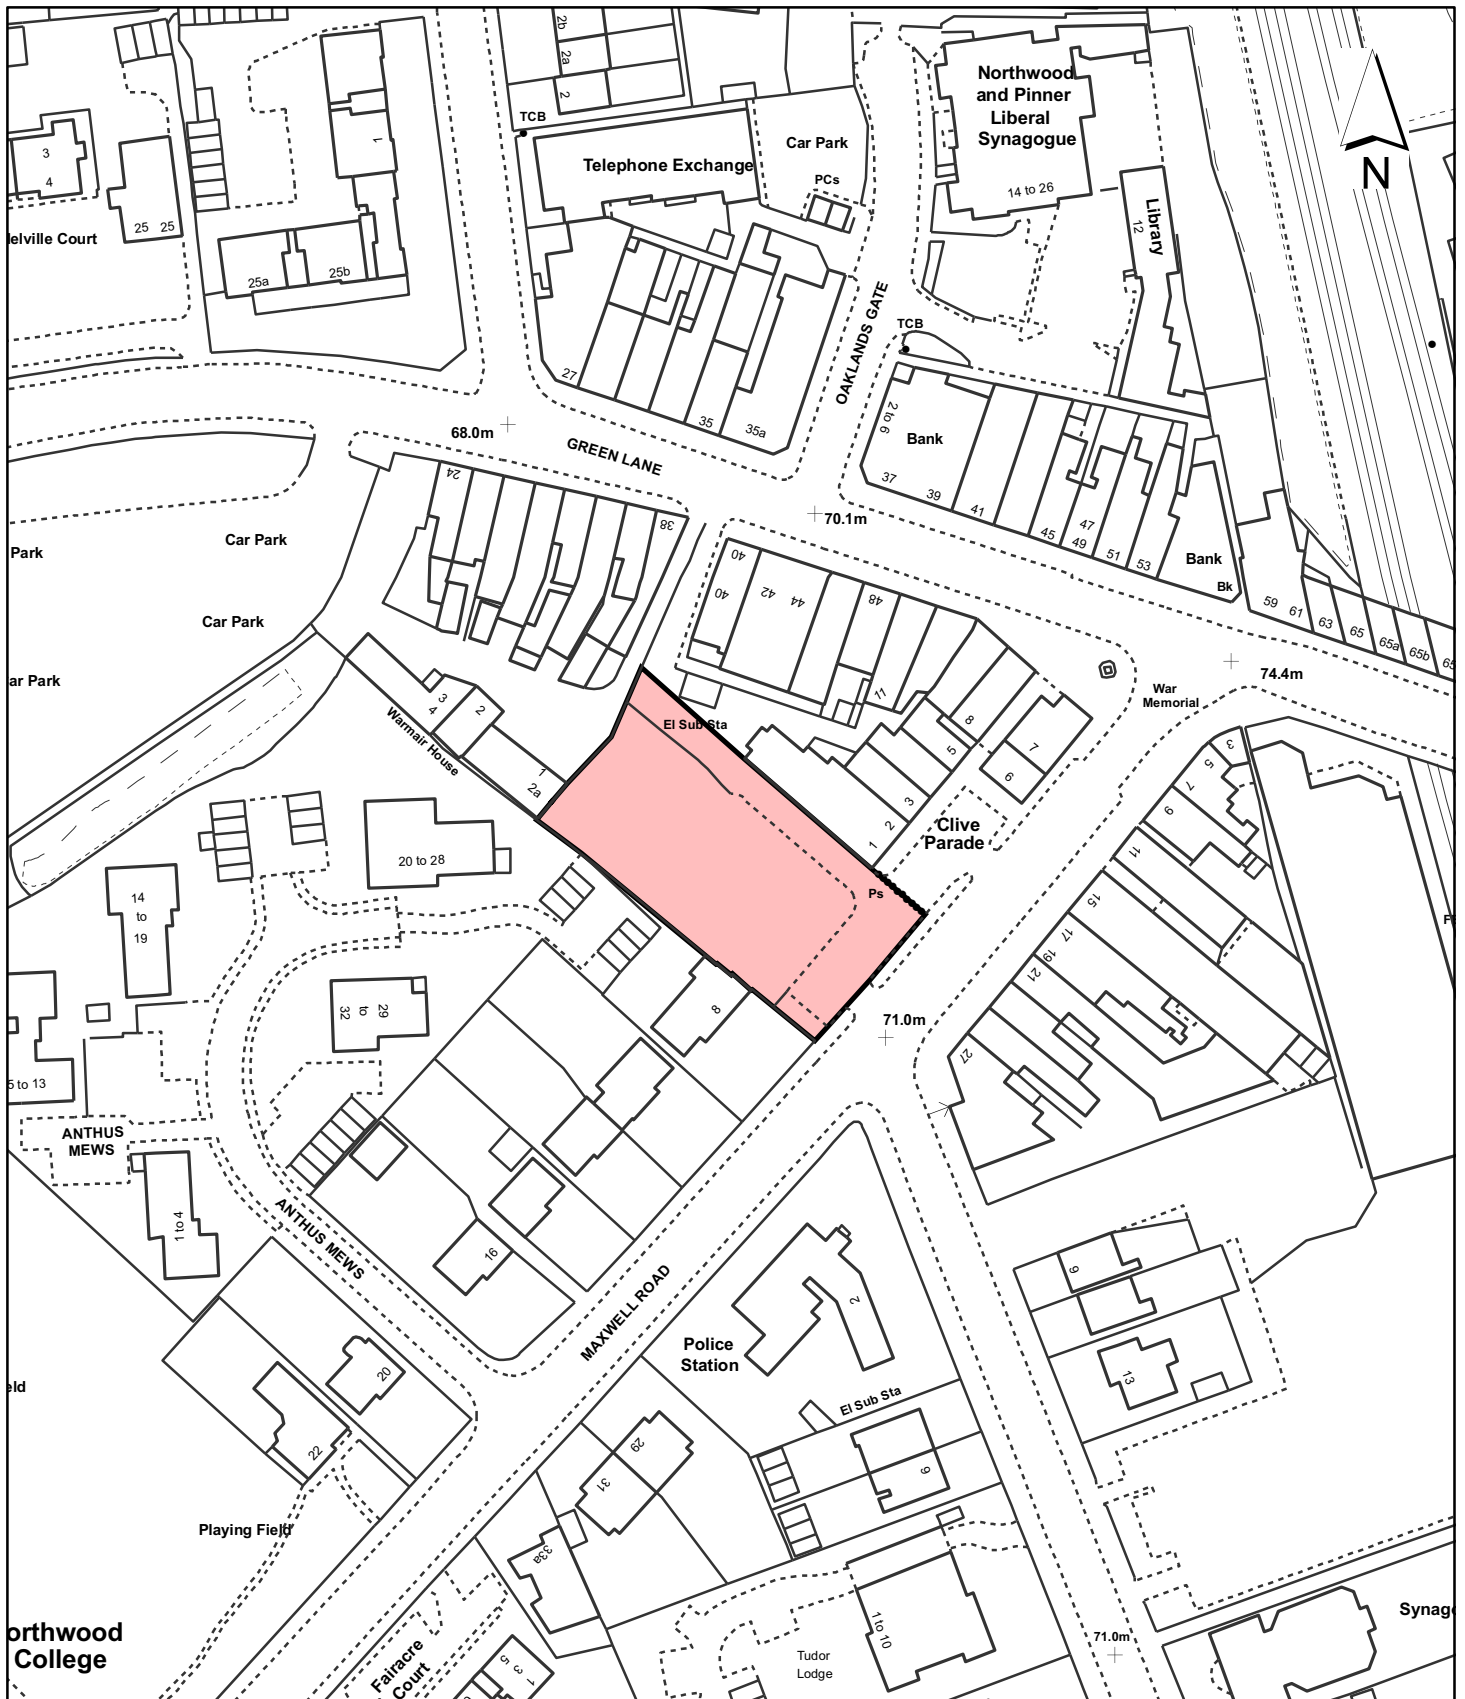 2b
2a
2
TCB
Telephone Exchange
Car Park
PCs
Northwood
and Pinner
Liberal
Synagogue
14 to 26
Library
12
N
3
4
25 25
elville Court
25a
25b
1
27
35
35a
OAKLANDS GATE
TCB
2 to 6
Bank
37
39
41
45
47
49
51
53
Bank
Bk
59
61
63
65
65a
65b
65
68.0m
GREEN LANE
70.1m
74.4m
24
38
40
40
42
44
48
11
War
Memorial
Park
Car Park
Car Park
ar Park
3
4
2
1
2a
Warmair House
El Sub Sta
8
5
7
6
3
2
1
Clive
Parade
Ps
3
5
7
9
11
15
17
19
21
27
20 to 28
14
to
19
29
to
32
5 to 13
ANTHUS
MEWS
1 to 4
ANTHUS MEWS
8
16
71.0m
MAXWELL ROAD
Police
Station
2
El Sub Sta
9
13
20
22
29
31
33a
9
Playing Field
eld
orthwood
College
Fairacre
Court
5
3
1
1 to 10
Tudor
Lodge
71.0m
Synag